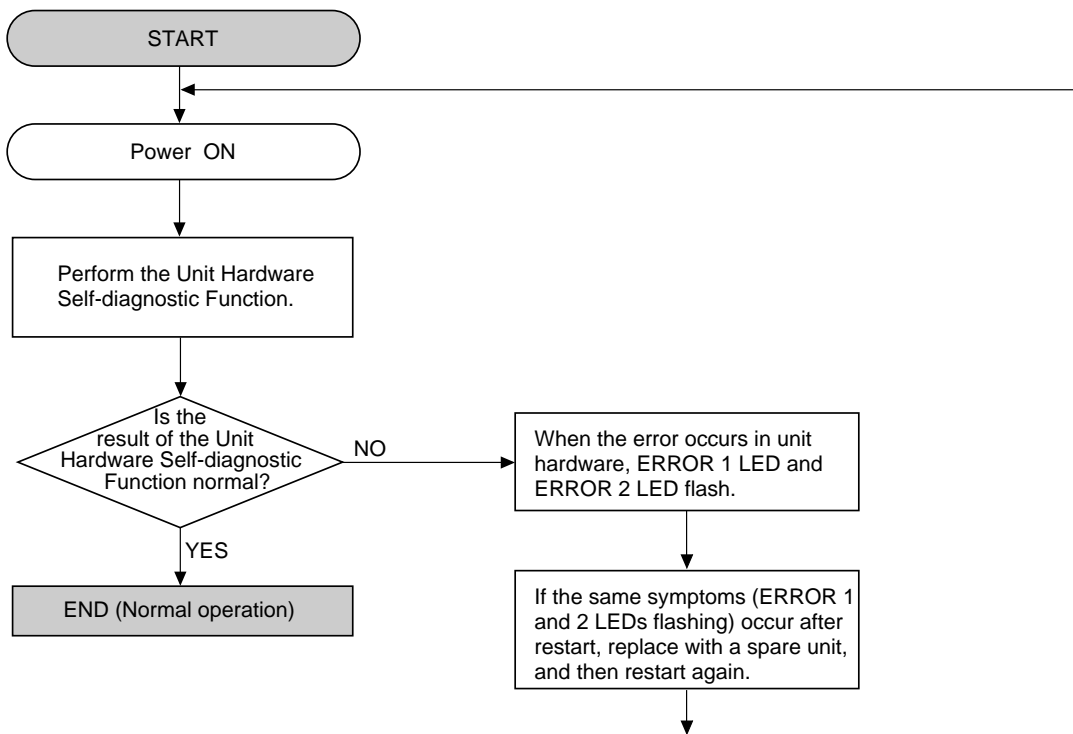 START
Power ON
Perform the Unit Hardware
Self-diagnostic Function.
Is the
result of the Unit
Hardware Self-diagnostic
Function normal?
NO
When the error occurs in unit
hardware, ERROR 1 LED and
ERROR 2 LED flash.
YES
END (Normal operation)
If the same symptoms (ERROR 1
and 2 LEDs flashing) occur after
restart, replace with a spare unit,
and then restart again.